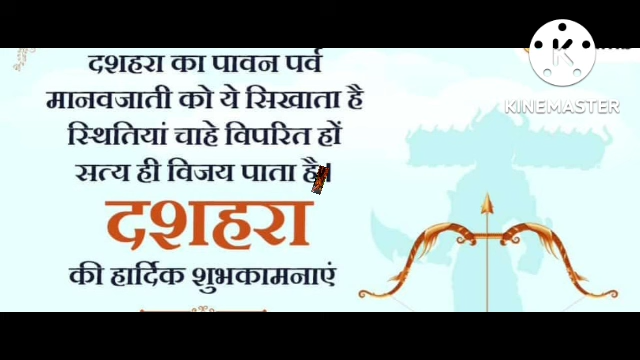 दशहरा का पावन पर्व
मानवजाती को ये सिखाता है
स्थितियां चाहे विपरित हों
सत्य ही विजय पाता है
दशहरा
की हार्दिक शुभकामनाएं
K
KINEMASTER